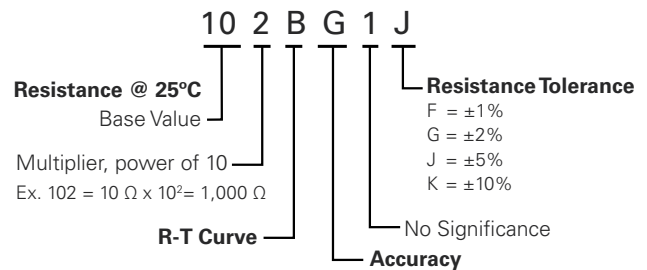 10 2 B G 1 J
Resistance @ 25ºC
Base Value
Multiplier, power of 10
Ex. 102 = 10 Ω x 10²= 1,000 Ω
R-T Curve
Resistance Tolerance
F = ±1%
G = ±2%
J = ±5%
K = ±10%
No Significance
Accuracy